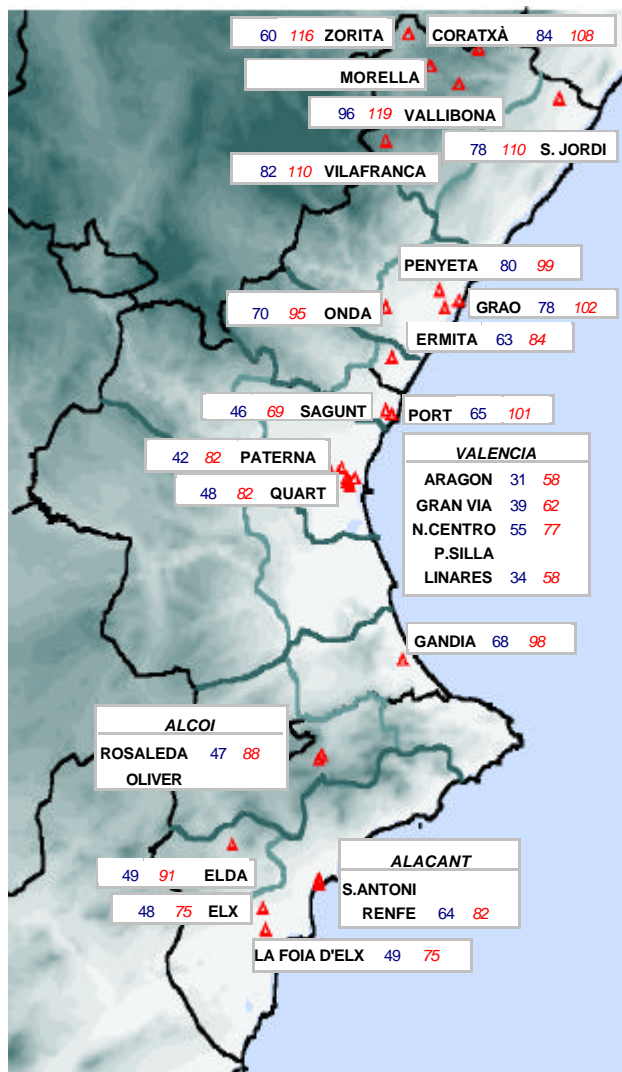 60 116 ZORITA
CORATXÀ 84 108
MORELLA
96 119 VALLIBONA
78 110 S. JORDI
82 110 VILAFRANCA
PENYETA 80 99
70 95 ONDA
GRAO 78 102
ERMITA 63 84
46 69 SAGUNT
PORT 65 101
42 82 PATERNA
48 82 QUART
VALENCIA
ARAGON 31 58
GRAN VIA 39 62
N.CENTRO 55 77
P.SILLA
LINARES 34 58
GANDIA 68 98
ALCOI
ROSALEDA 47 88
OLIVER
49 91 ELDA
48 75 ELX
ALACANT
S.ANTONI
RENFE 64 82
LA FOIA D'ELX 49 75